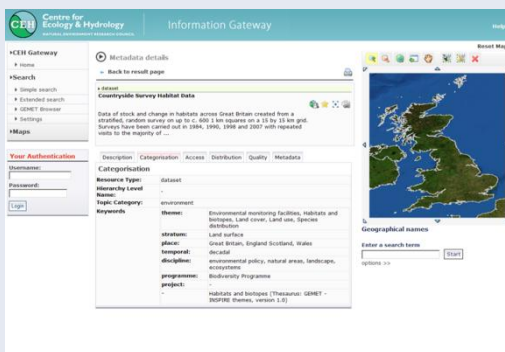 CEH
Centre for
Ecology & Hydrology
NATURAL ENVIRONMENT RESEARCH COUNCIL
Information Gateway
Help
Reset Map
CEH Gateway
Home
Search
Simple search
Extended search
GEMET Browser
Settings
Maps
Your Authentication
Username:
Password:
Login
Metadata details
Back to result page
dataset
Countryside Survey Habitat Data
Data of stock and change in habitats across Great Britain created from a
stratified, random survey on up to c. 600 1 km squares on a 15 by 15 km grid.
Surveys have been carried out in 1984, 1990, 1998 and 2007 with repeated
visits to the majority of ...
Description Categorisation Access Distribution Quality Metadata
Categorisation
Resource Type: dataset
Hierarchy Level
Name: -
Topic Category: environment
Keywords theme: Environmental monitoring facilities, Habitats and
biotopes, Land cover, Land use, Species
distribution
stratum: Land surface
place: Great Britain, England Scotland, Wales
temporal: decadal
discipline: environmental policy, natural areas, landscape,
ecosystems
programme: Biodiversity Programme
project: -
- Habitats and biotopes (Thesaurus: GEMET -
INSPIRE themes, version 1.0)
Geographical names
Enter a search term
Start
options >>